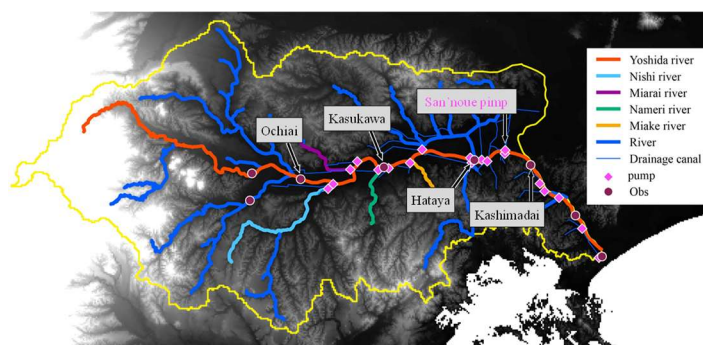 Yoshida river
Nishi river
Miarai river
Nameri river
Miake river
River
Drainage canal
pump
Obs
San'noue pump
Kasukawa
Ochiai
Hataya
Kashimadai